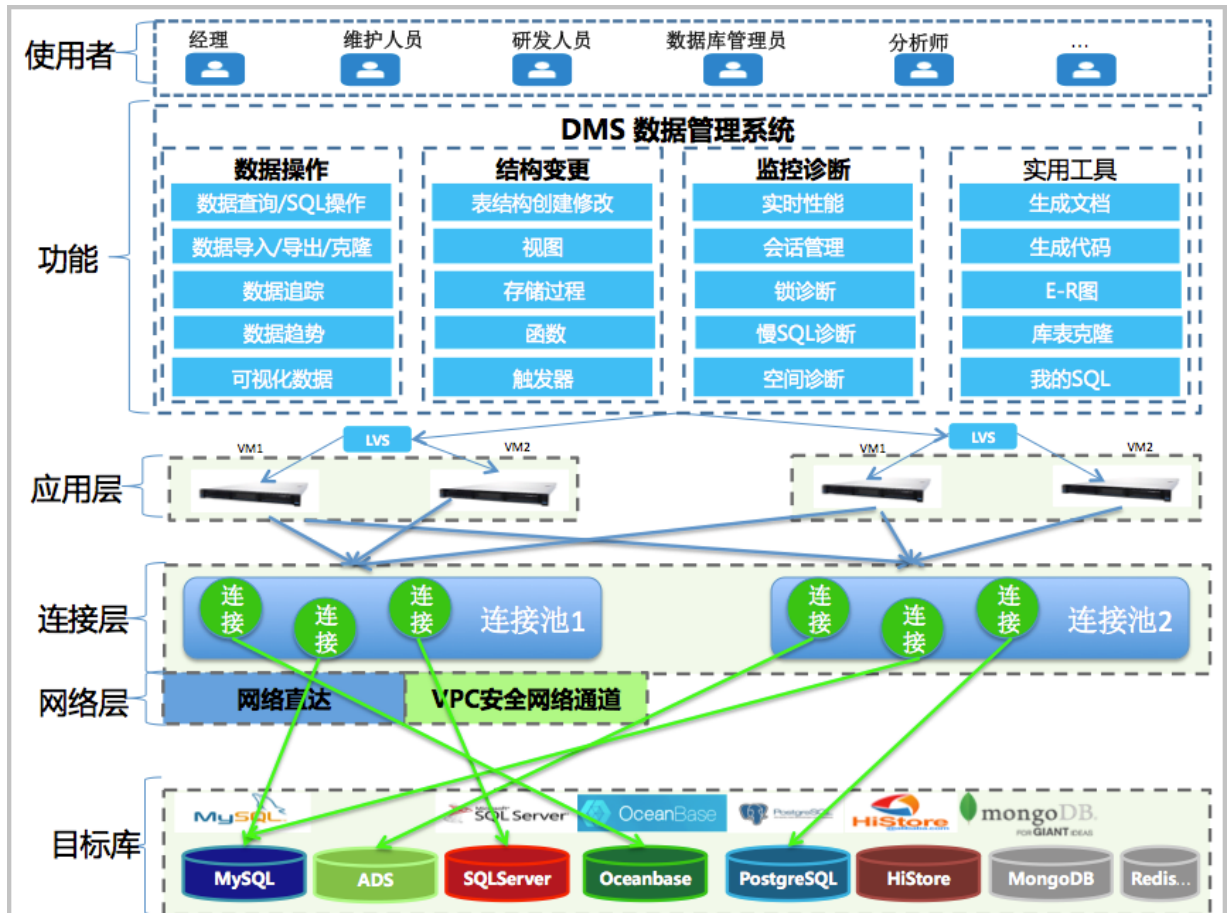 使用者
经理
维护人员
研发人员
数据库管理员
分析师
...
功能
DMS 数据管理系统
数据操作
数据查询/SQL操作
数据导入/导出/克隆
数据追踪
数据趋势
可视化数据
结构变更
表结构创建修改
视图
存储过程
函数
触发器
监控诊断
实时性能
会话管理
锁诊断
慢SQL诊断
空间诊断
实用工具
生成文档
生成代码
E-R图
库表克隆
我的SQL
应用层
VM1
LVS
VM2
VM1
LVS
VM2
连接层
连接
连接
连接
连接池1
连接
连接
连接
连接池2
网络层
网络直达
VPC安全网络通道
目标库
MySQL
Microsoft
SQL Server
OceanBase
PostgreSQL
HiStore
mongoDB.
FOR GIANT IDEAS
MySQL
ADS
SQLServer
Oceanbase
PostgreSQL
HiStore
MongoDB
Redis...